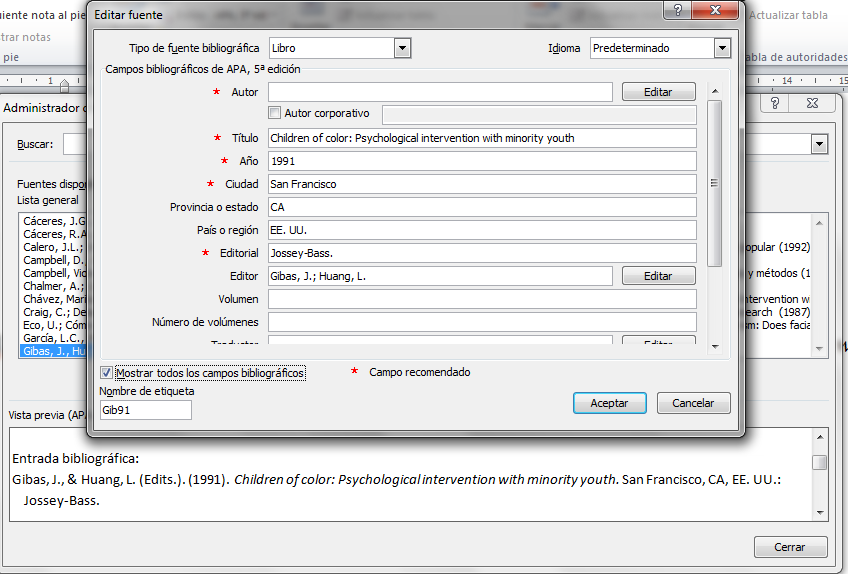 uiente nota al pie
Actualizar tabla
trar notas
pie
abla de autoridades
1
14
15
Editar fuente
?
Tipo de fuente bibliográfica Libro
Idioma Predeterminado
Campos bibliográficos de APA, 5ª edición
* Autor Editar
Autor corporativo
* Título Children of color: Psychological intervention with minority youth
* Año 1991
* Ciudad San Francisco
Provincia o estado CA
País o región EE. UU.
* Editorial Jossey-Bass.
Editor Gibas, J.; Huang, L. Editar
Volumen
Número de volúmenes
Traductor Editar
Mostrar todos los campos bibliográficos
* Campo recomendado
Nombre de etiqueta
Gib91
Aceptar Cancelar
Administrador
?
Buscar:
Fuentes dispo
Lista general
Cáceres, J.G
Cáceres, R.A
Calero, J.L.; opular (1992)
Campbell, D.
Campbell, Vic y métodos (1
Chalmer, A.;
Chávez, Mari ntervention w
Craig, C.; De earch (1987)
Eco, U.; Cóm sm: Does facia
García, L.C.,
Gibas, J., Hu
Vista previa (AP
Entrada bibliográfica:
Gibas, J., & Huang, L. (Edits.). (1991). Children of color: Psychological intervention with minority youth. San Francisco, CA, EE. UU.:
Jossey-Bass.
Cerrar